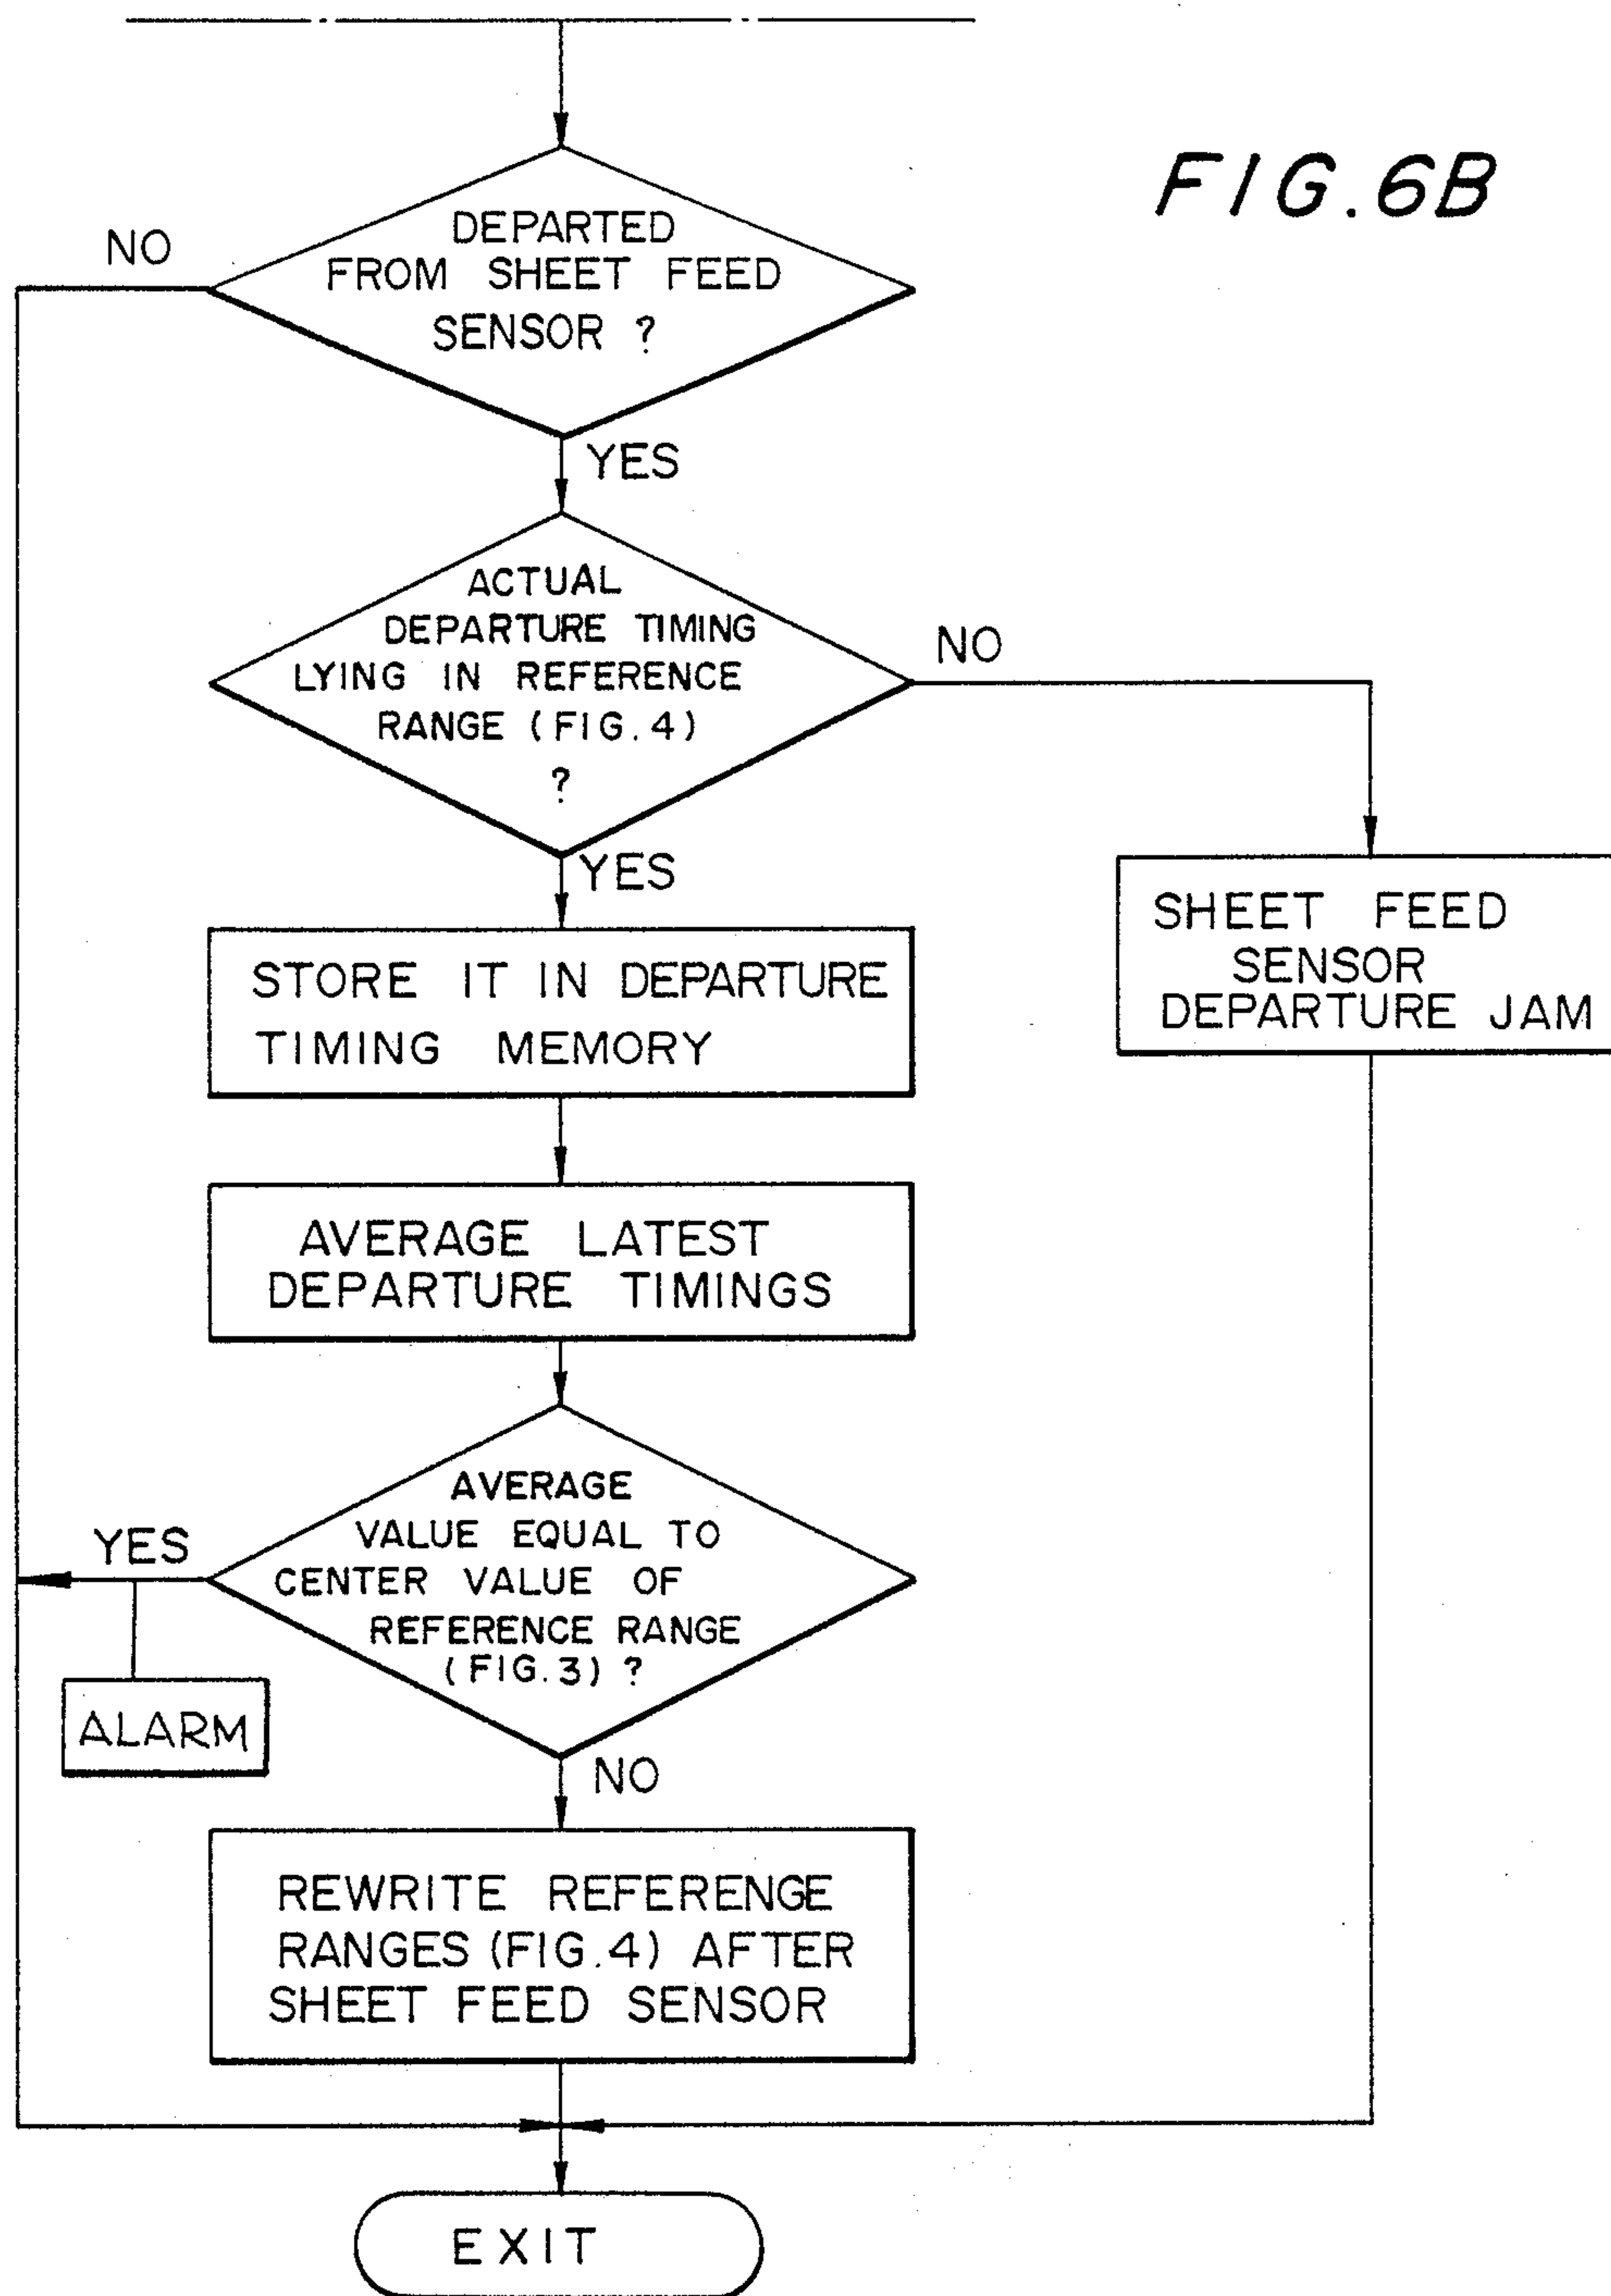 FIG.6B
DEPARTED
FROM SHEET FEED
SENSOR ?
NO
YES
ACTUAL
DEPARTURE TIMING
LYING IN REFERENCE
RANGE (FIG.4)
?
NO
YES
SHEET FEED
SENSOR
DEPARTURE JAM
STORE IT IN DEPARTURE
TIMING MEMORY
AVERAGE LATEST
DEPARTURE TIMINGS
AVERAGE
VALUE EQUAL TO
CENTER VALUE OF
REFERENCE RANGE
(FIG.3) ?
YES
ALARM
NO
REWRITE REFERENCE
RANGES (FIG.4) AFTER
SHEET FEED SENSOR
EXIT